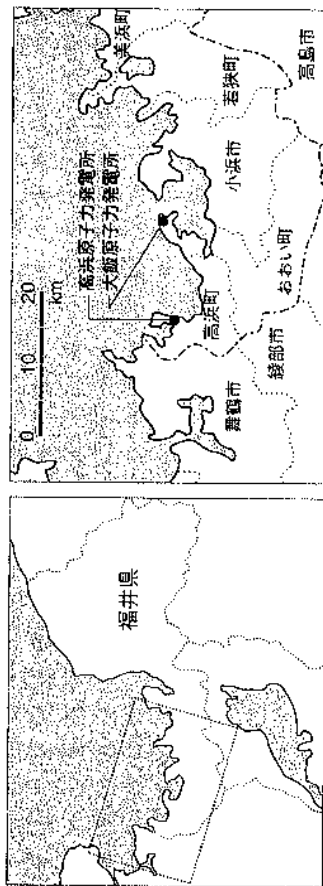 福井県
0 10 20
km
高浜原子力発電所
大飯原子力発電所
美浜町
若狭町
小浜市
高島市
おおい町
高浜町
綾部市
舞鶴市